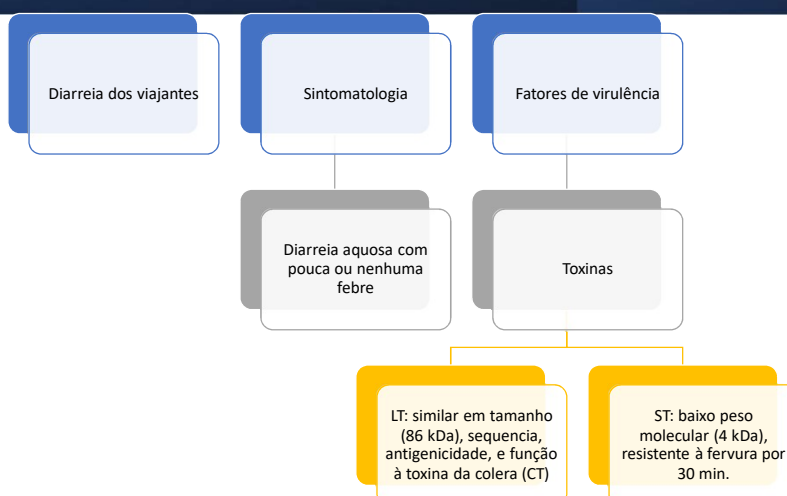 Diarreia dos viajantes
Sintomatologia
Fatores de virulência
Diarreia aquosa com
pouca ou nenhuma
febre
Toxinas
LT: similar em tamanho
(86 kDa), sequencia,
antigenicidade, e função
à toxina da colera (CT)
ST: baixo peso
molecular (4 kDa),
resistente à fervura por
30 min.